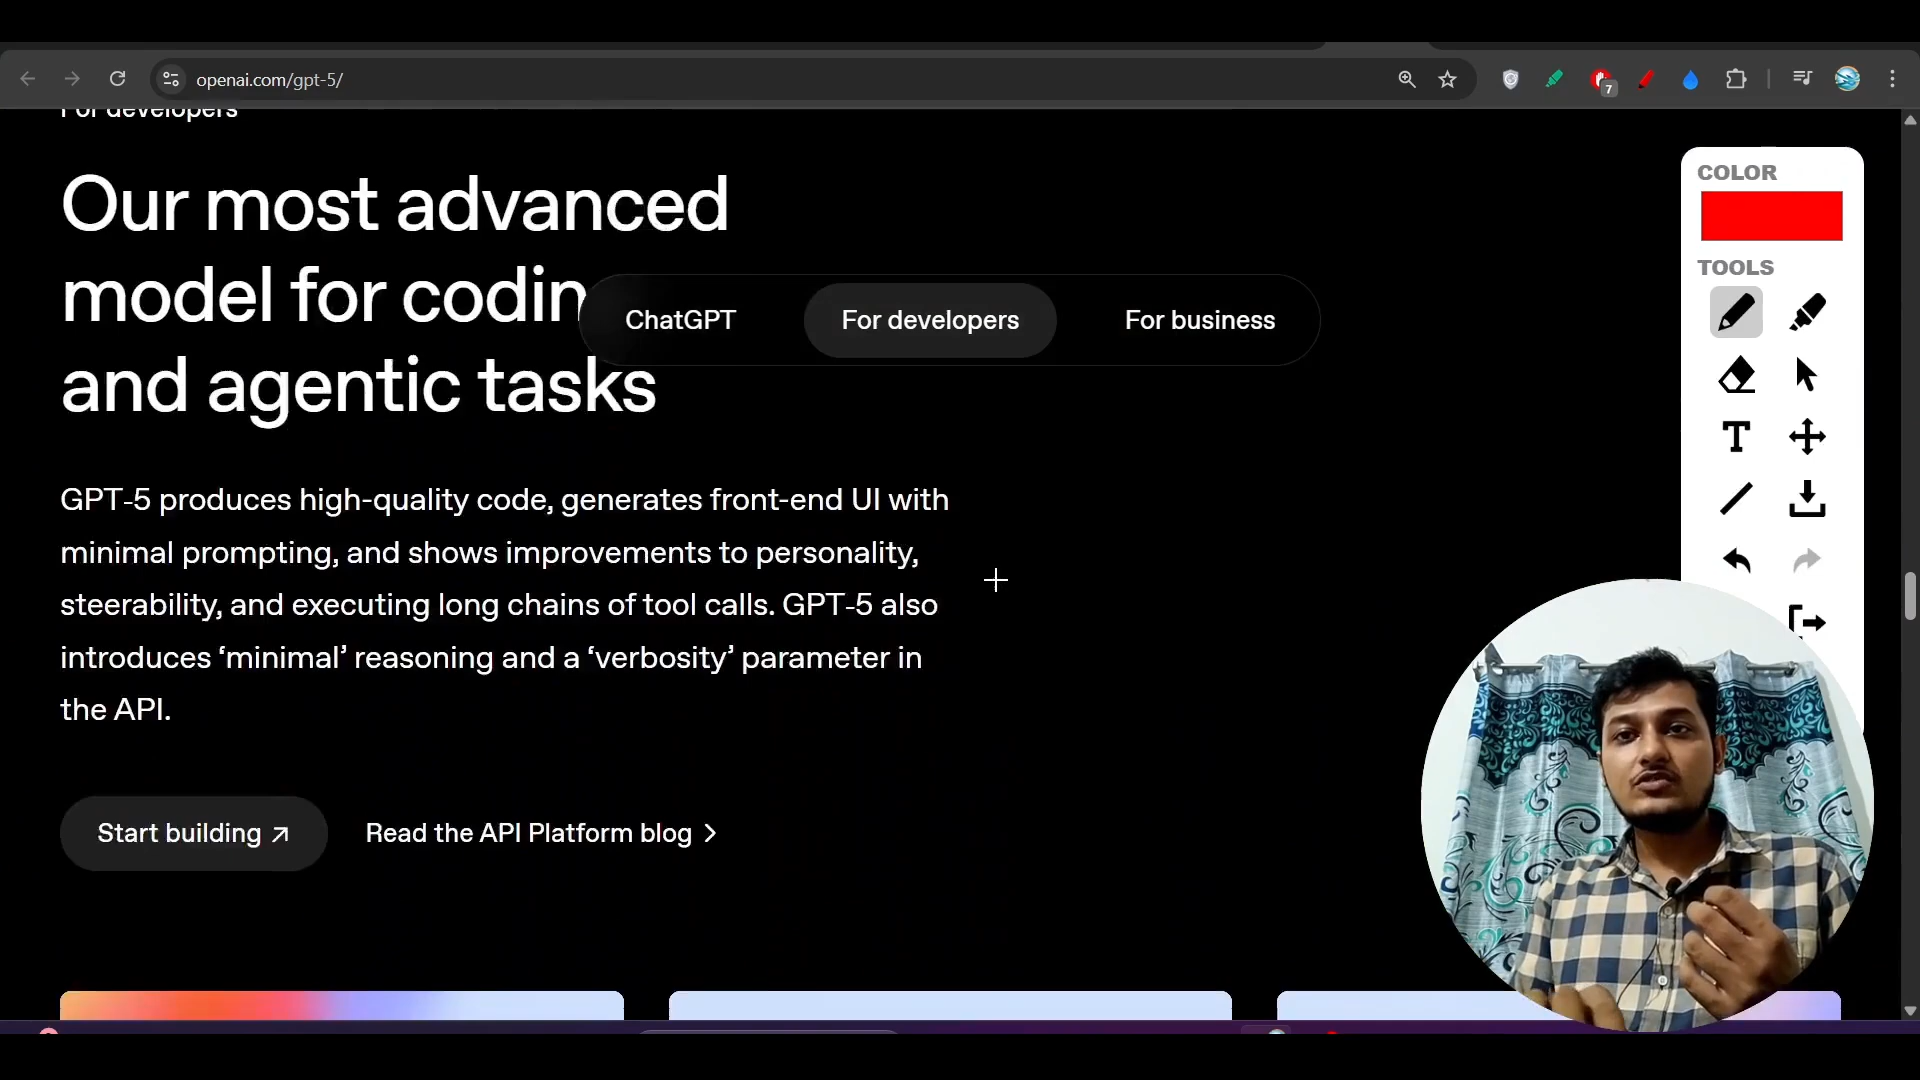 openai.com/gpt-5/
7
For developers
Our most advanced
model for codin
and agentic tasks
ChatGPT
For developers
For business
GPT-5 produces high-quality code, generates front-end UI with
minimal prompting, and shows improvements to personality,
steerability, and executing long chains of tool calls. GPT-5 also
introduces ‘minimal’ reasoning and a ‘verbosity’ parameter in
the API.
Start building ↗
Read the API Platform blog >
COLOR
TOOLS
T